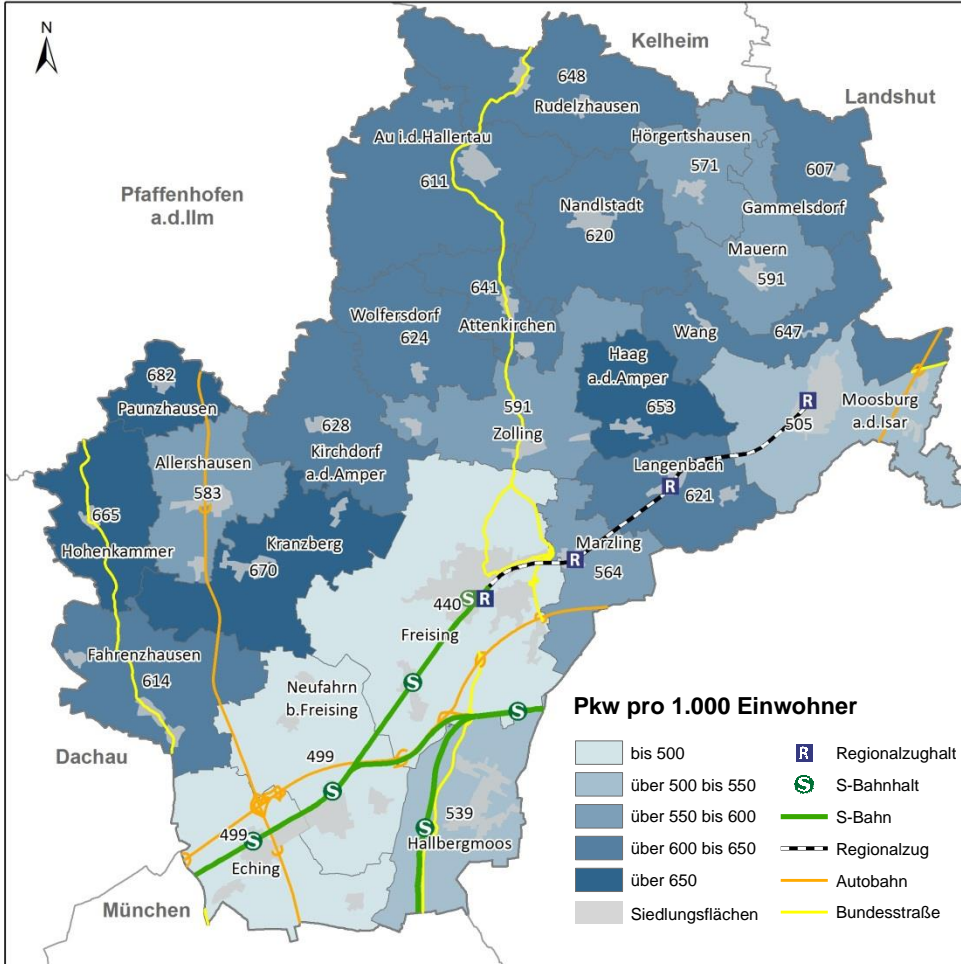 N
Kelheim
Landshut
Pfaffenhofen
a.d.Ilm
Dachau
München
648
Rudelzhausen
Au i.d.Hallertau
611
Hörgertshausen
571
607
Gammelsdorf
Nandlstadt
620
Mauern
591
641
Attenkirchen
Wolfersdorf
624
Wang
647
Haag
a.d.Amper
653
682
Paunzhausen
591
Zolling
R
505
Moosburg
a.d.Isar
628
Kirchdorf
a.d.Amper
Allershausen
583
Langenbach
R
621
665
Hohenkammer
Kranzberg
670
Marzling
R
564
440
S
R
Freising
Fahrenzhausen
614
Neufahrn
b.Freising
499
S
S
S
499
S
Eching
539
S
Hallbergmoos
Pkw pro 1.000 Einwohner
bis 500
über 500 bis 550
über 550 bis 600
über 600 bis 650
über 650
Siedlungsflächen
R Regionalzughalt
S S-Bahnhalt
S-Bahn
Regionalzug
Autobahn
Bundesstraße